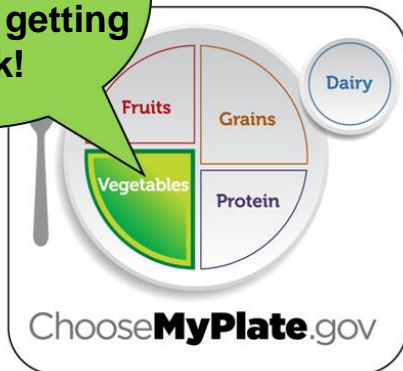 getting
k!
Fruits
Grains
Dairy
Vegetables
Protein
ChooseMyPlate.gov